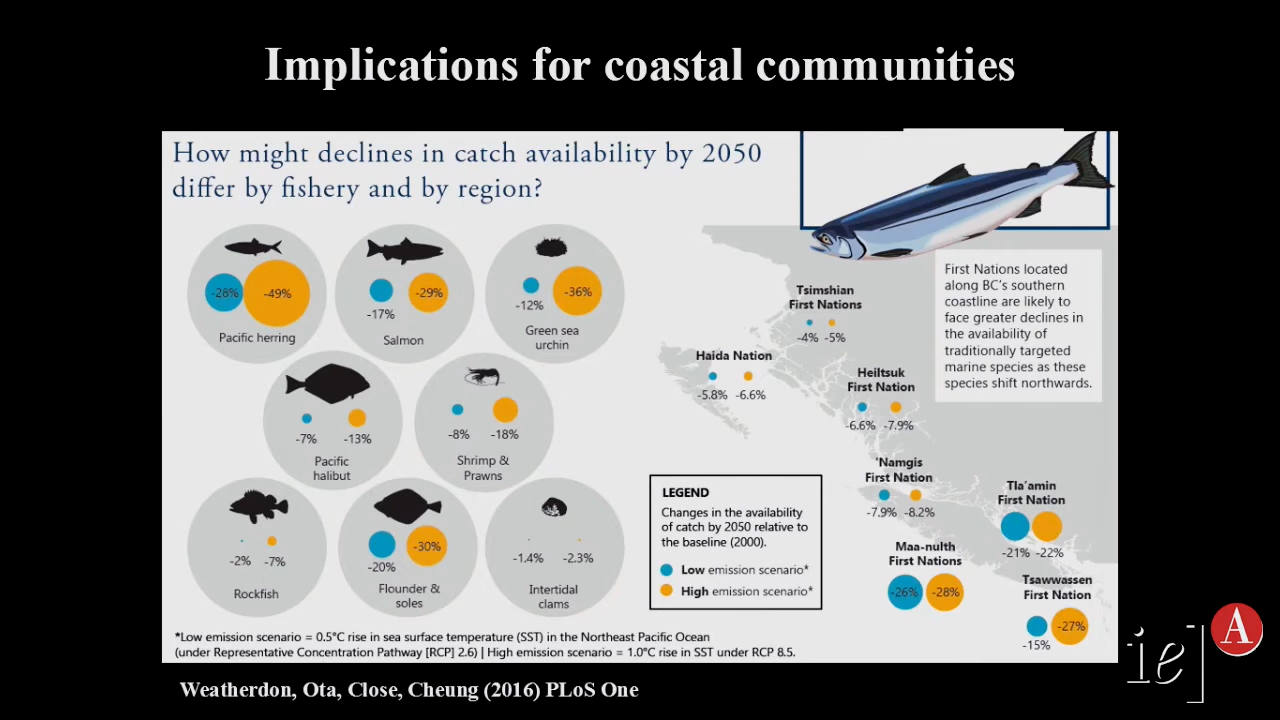 Implications for coastal communities
How might declines in catch availability by 2050
differ by fishery and by region?
-28%
-49%
Pacific herring
-17%
-29%
Salmon
-12%
-36%
Green sea
urchin
-7%
-13%
Pacific
halibut
-8%
-18%
Shrimp &
Prawns
-2%
-7%
Rockfish
-20%
-30%
Flounder &
soles
-1.4%
-2.3%
Intertidal
clams
Tsimshian
First Nations
-4% -5%
Haida Nation
-5.8% -6.6%
Heiltsuk
First Nation
-6.6% -7.9%
'Namgis
First Nation
-7.9% -8.2%
Tla'amin
First Nation
-21% -22%
Maa-nulth
First Nations
-26% -28%
Tsawwassen
First Nation
-15%
-27%
First Nations located
along BC's southern
coastline are likely to
face greater declines in
the availability of
traditionally targeted
marine species as these
species shift northwards.
LEGEND
Changes in the availability
of catch by 2050 relative to
the baseline (2000).
Low emission scenario*
High emission scenario*
*Low emission scenario = 0.5°C rise in sea surface temperature (SST) in the Northeast Pacific Ocean
(under Representative Concentration Pathway [RCP] 2.6) | High emission scenario = 1.0°C rise in SST under RCP 8.5.
Weatherdon, Ota, Close, Cheung (2016) PLoS One
ie]
A